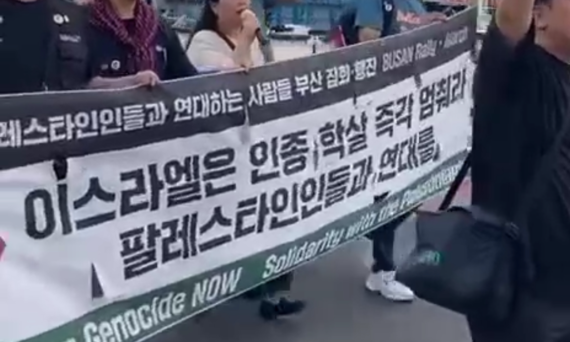 레스타인인들과 연대하는 사람들 부산 집회·행진 BUSAN Rally · March
이스라엘은 인종 학살 즉각 멈춰라
팔레스타인인들과 연대를
Genocide NOW Solidarity with the